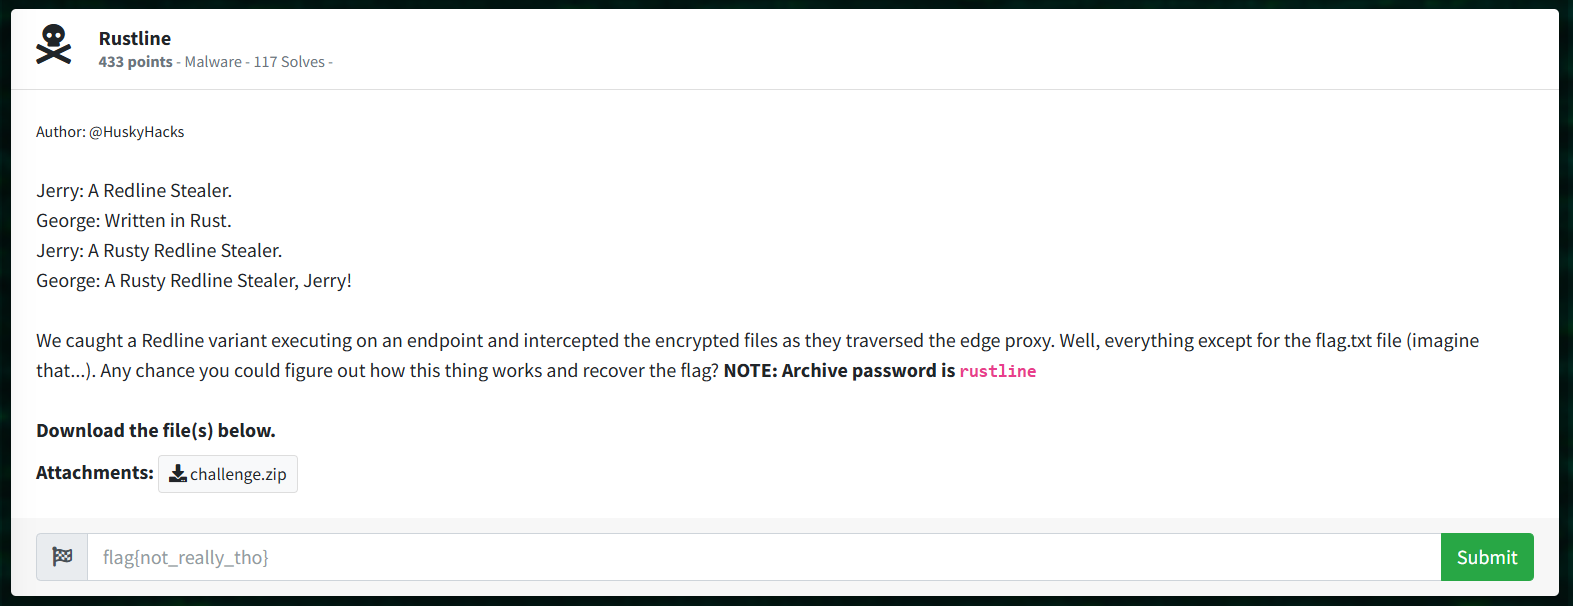 Rustline
433 points - Malware - 117 Solves -
Author: @HuskyHacks
Jerry: A Redline Stealer.
George: Written in Rust.
Jerry: A Rusty Redline Stealer.
George: A Rusty Redline Stealer, Jerry!
We caught a Redline variant executing on an endpoint and intercepted the encrypted files as they traversed the edge proxy. Well, everything except for the flag.txt file (imagine
that...). Any chance you could figure out how this thing works and recover the flag? NOTE: Archive password is rustline
Download the file(s) below.
Attachments: challenge.zip
flag{not_really_tho} Submit